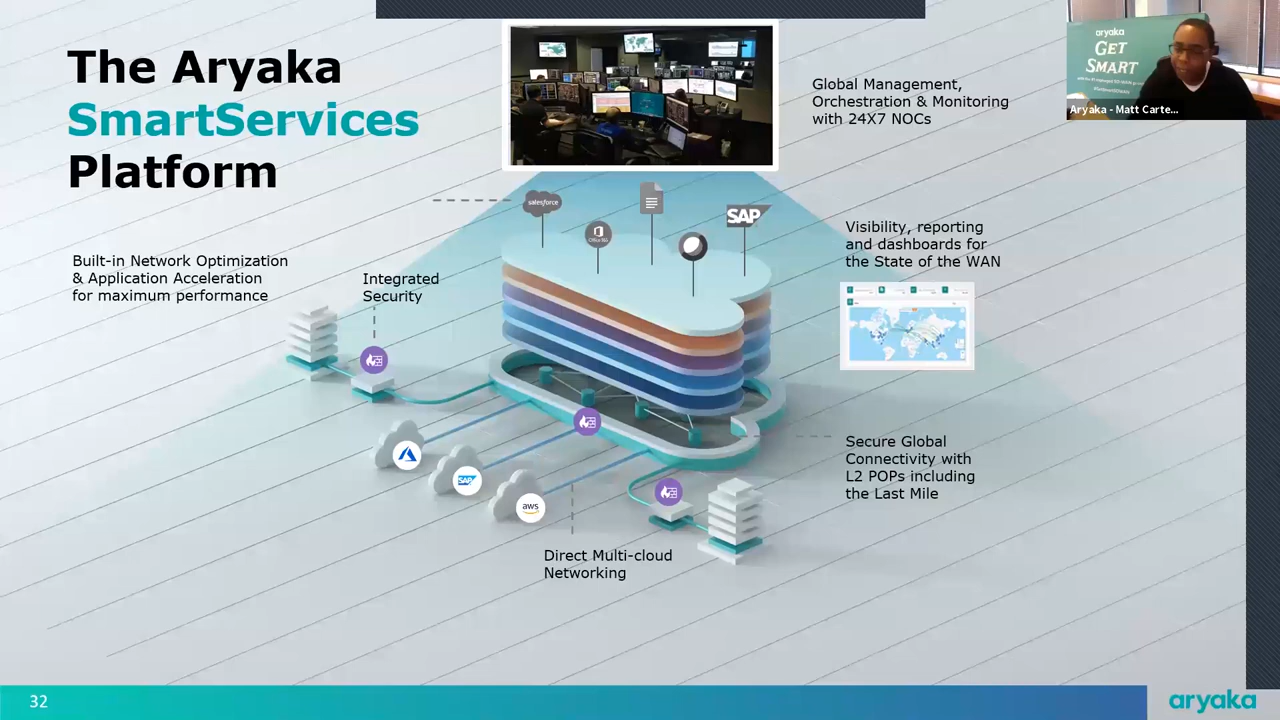 The Aryaka
SmartServices
Platform
Global Management,
Orchestration & Monitoring
with 24X7 NOCs
aryaka
GET
SMART
Aryaka - Matt Carte...
salesforce
Office 365
SAP
Visibility, reporting
and dashboards for
the State of the WAN
Built-in Network Optimization
& Application Acceleration
for maximum performance
Integrated
Security
SAP
aws
Secure Global
Connectivity with
L2 POPs including
the Last Mile
Direct Multi-cloud
Networking
32
aryaka